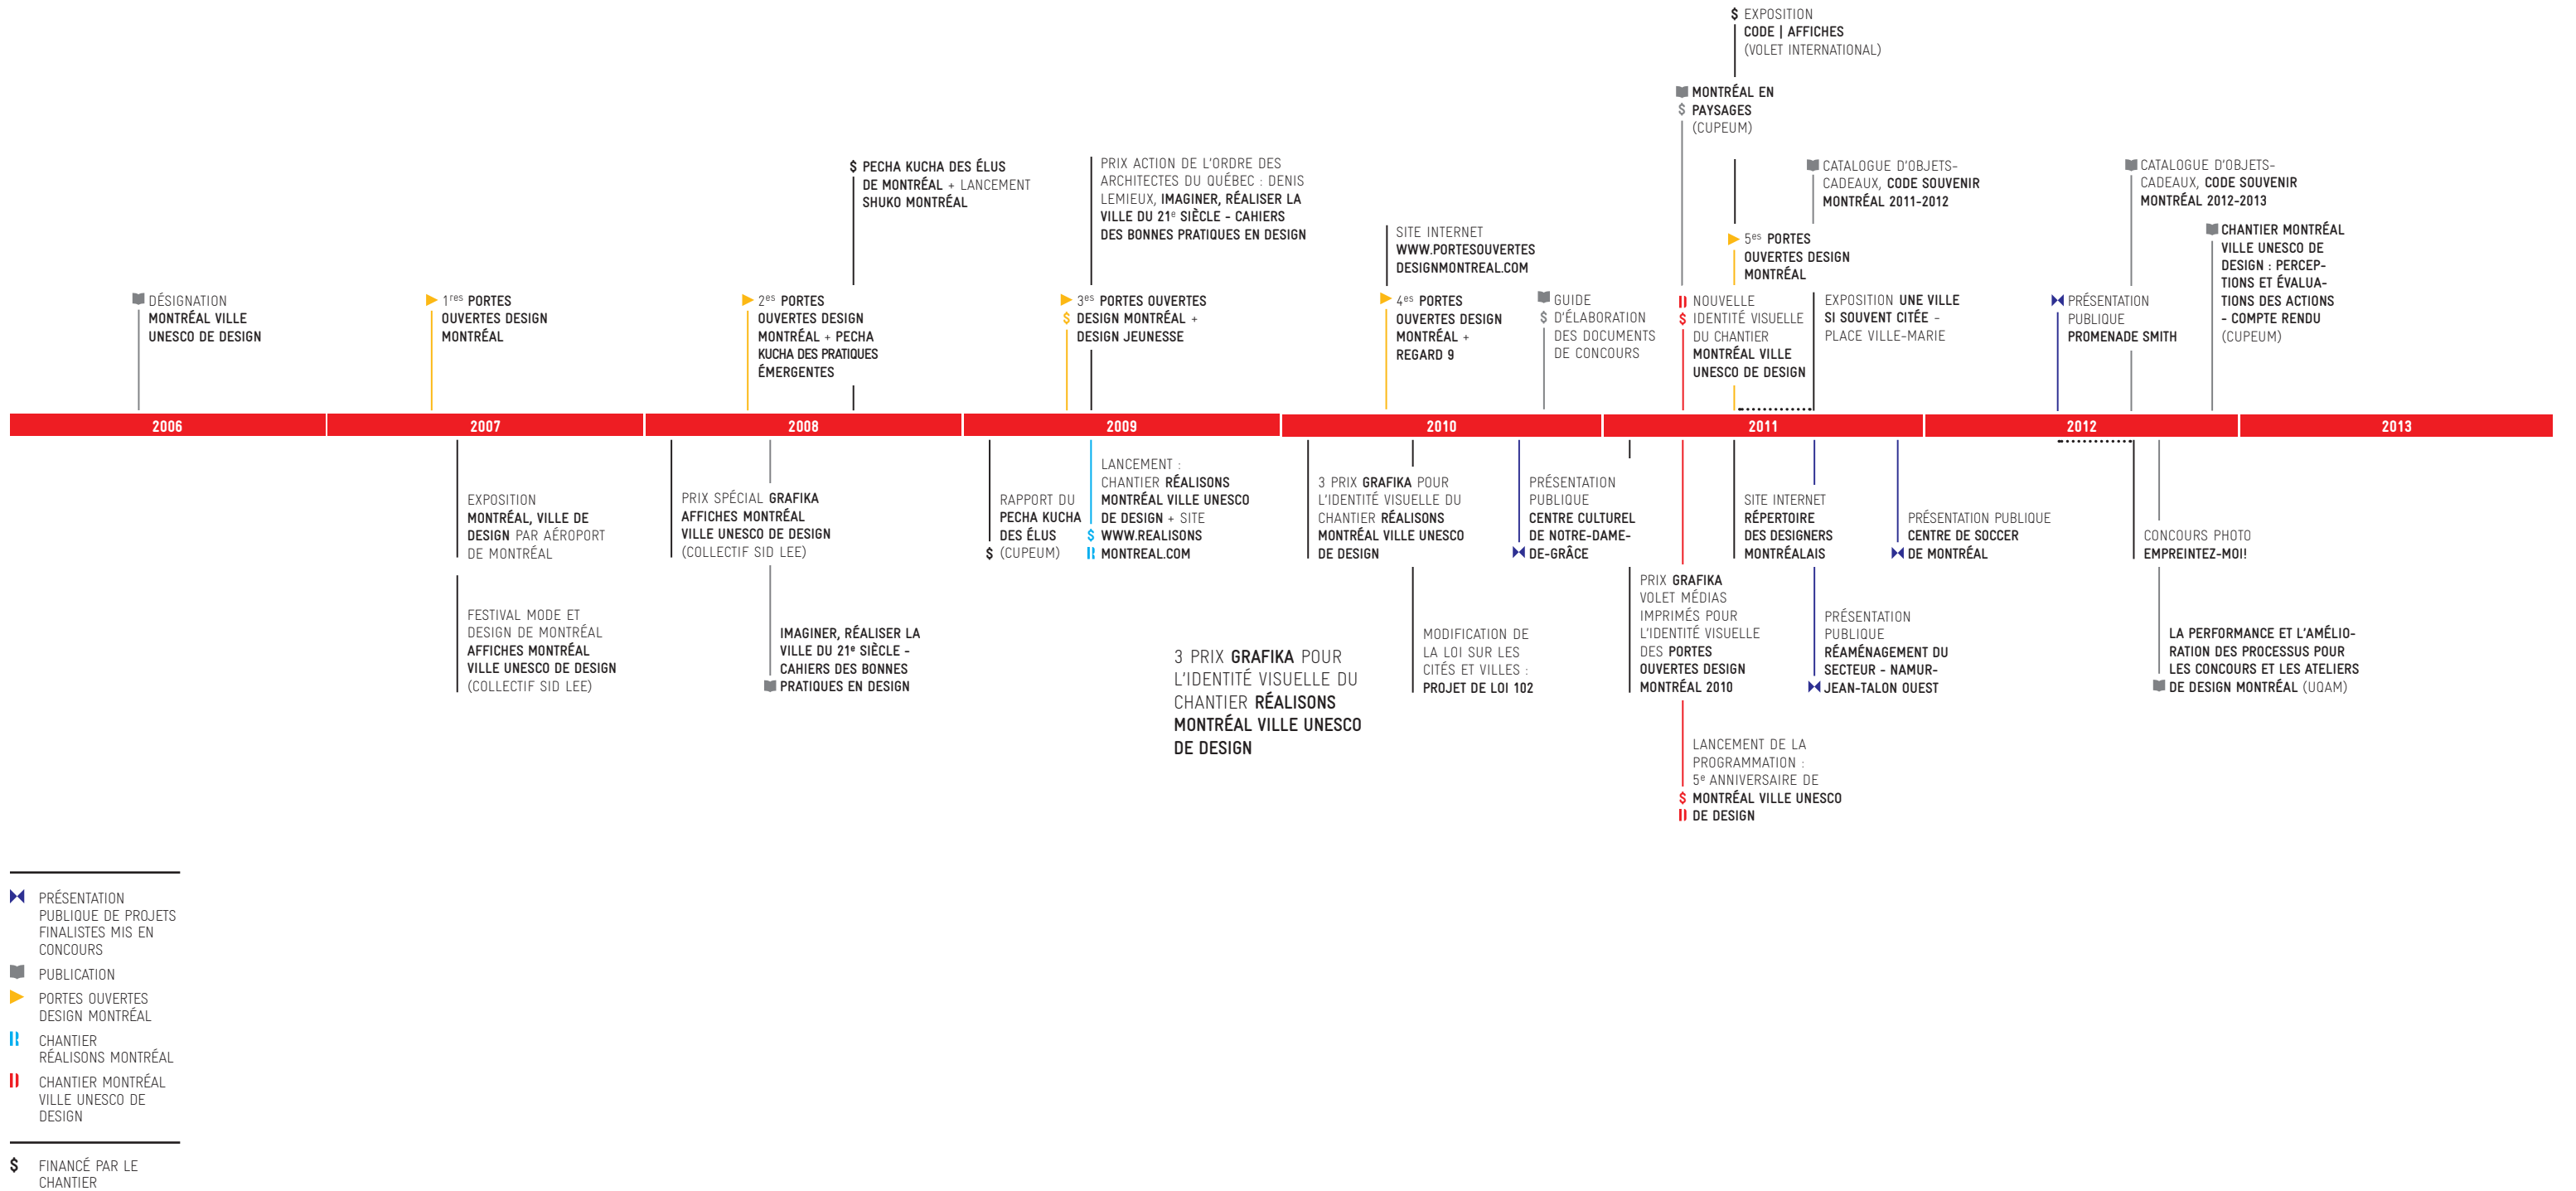 $ EXPOSITION
CODE | AFFICHES
(VOLET INTERNATIONAL)
MONTRÉAL EN
$ PAYSAGES
(CUPEUM)
$ PECHA KUCHA DES ÉLUS
DE MONTRÉAL + LANCEMENT
SHUKO MONTRÉAL
PRIX ACTION DE L'ORDRE DES
ARCHITECTES DU QUÉBEC : DENIS
LEMIEUX, IMAGINER, RÉALISER LA
VILLE DU 21e SIÈCLE - CAHIERS
DES BONNES PRATIQUES EN DESIGN
SITE INTERNET
WWW.PORTESOUVERTES
DESIGNMONTREAL.COM
CATALOGUE D'OBJETS-
CADEAUX, CODE SOUVENIR
MONTRÉAL 2011-2012
CATALOGUE D'OBJETS-
CADEAUX, CODE SOUVENIR
MONTRÉAL 2012-2013
5es PORTES
OUVERTES DESIGN
MONTRÉAL
CHANTIER MONTRÉAL
VILLE UNESCO DE
DESIGN : PERCEP-
TIONS ET ÉVALUA-
TIONS DES ACTIONS
- COMPTE RENDU
(CUPEUM)
DÉSIGNATION
MONTRÉAL VILLE
UNESCO DE DESIGN
1res PORTES
OUVERTES DESIGN
MONTRÉAL
2es PORTES
OUVERTES DESIGN
MONTRÉAL + PECHA
KUCHA DES PRATIQUES
ÉMERGENTES
3es PORTES OUVERTES
$ DESIGN MONTRÉAL +
DESIGN JEUNESSE
4es PORTES
OUVERTES DESIGN
MONTRÉAL +
REGARD 9
GUIDE
$ D'ÉLABORATION
DES DOCUMENTS
DE CONCOURS
NOUVELLE
$ IDENTITÉ VISUELLE
DU CHANTIER
MONTRÉAL VILLE
UNESCO DE DESIGN
EXPOSITION UNE VILLE
SI SOUVENT CITÉE -
PLACE VILLE-MARIE
PRÉSENTATION
PUBLIQUE
PROMENADE SMITH
2006 2007 2008 2009 2010 2011 2012 2013
EXPOSITION
MONTRÉAL, VILLE DE
DESIGN PAR AÉROPORT
DE MONTRÉAL
FESTIVAL MODE ET
DESIGN DE MONTRÉAL
AFFICHES MONTRÉAL
VILLE UNESCO DE DESIGN
(COLLECTIF SID LEE)
PRIX SPÉCIAL GRAFIKA
AFFICHES MONTRÉAL
VILLE UNESCO DE DESIGN
(COLLECTIF SID LEE)
IMAGINER, RÉALISER LA
VILLE DU 21e SIÈCLE -
CAHIERS DES BONNES
PRATIQUES EN DESIGN
RAPPORT DU
PECHA KUCHA
DES ÉLUS
$ (CUPEUM)
LANCEMENT :
CHANTIER RÉALISONS
MONTRÉAL VILLE UNESCO
DE DESIGN + SITE
$ WWW.REALISONS
MONTREAL.COM
3 PRIX GRAFIKA POUR
L'IDENTITÉ VISUELLE DU
CHANTIER RÉALISONS
MONTRÉAL VILLE UNESCO
DE DESIGN
3 PRIX GRAFIKA POUR
L'IDENTITÉ VISUELLE DU
CHANTIER RÉALISONS
MONTRÉAL VILLE UNESCO
DE DESIGN
MODIFICATION DE
LA LOI SUR LES
CITÉS ET VILLES :
PROJET DE LOI 102
PRÉSENTATION
PUBLIQUE
CENTRE CULTUREL
DE NOTRE-DAME-
DE-GRÂCE
PRIX GRAFIKA
VOLET MÉDIAS
IMPRIMÉS POUR
L'IDENTITÉ VISUELLE
DES PORTES
OUVERTES DESIGN
MONTRÉAL 2010
LANCEMENT DE LA
PROGRAMMATION :
5e ANNIVERSAIRE DE
$ MONTRÉAL VILLE UNESCO
DE DESIGN
SITE INTERNET
RÉPERTOIRE
DES DESIGNERS
MONTRÉALAIS
PRÉSENTATION
PUBLIQUE
RÉAMÉNAGEMENT DU
SECTEUR - NAMUR-
JEAN-TALON OUEST
PRÉSENTATION PUBLIQUE
CENTRE DE SOCCER
DE MONTRÉAL
CONCOURS PHOTO
EMPREINTEZ-MOI!
LA PERFORMANCE ET L'AMÉLIO-
RATION DES PROCESSUS POUR
LES CONCOURS ET LES ATELIERS
DE DESIGN MONTRÉAL (UQAM)
PRÉSENTATION
PUBLIQUE DE PROJETS
FINALISTES MIS EN
CONCOURS
PUBLICATION
PORTES OUVERTES
DESIGN MONTRÉAL
CHANTIER
RÉALISONS MONTRÉAL
CHANTIER MONTRÉAL
VILLE UNESCO DE
DESIGN
$ FINANCÉ PAR LE
CHANTIER